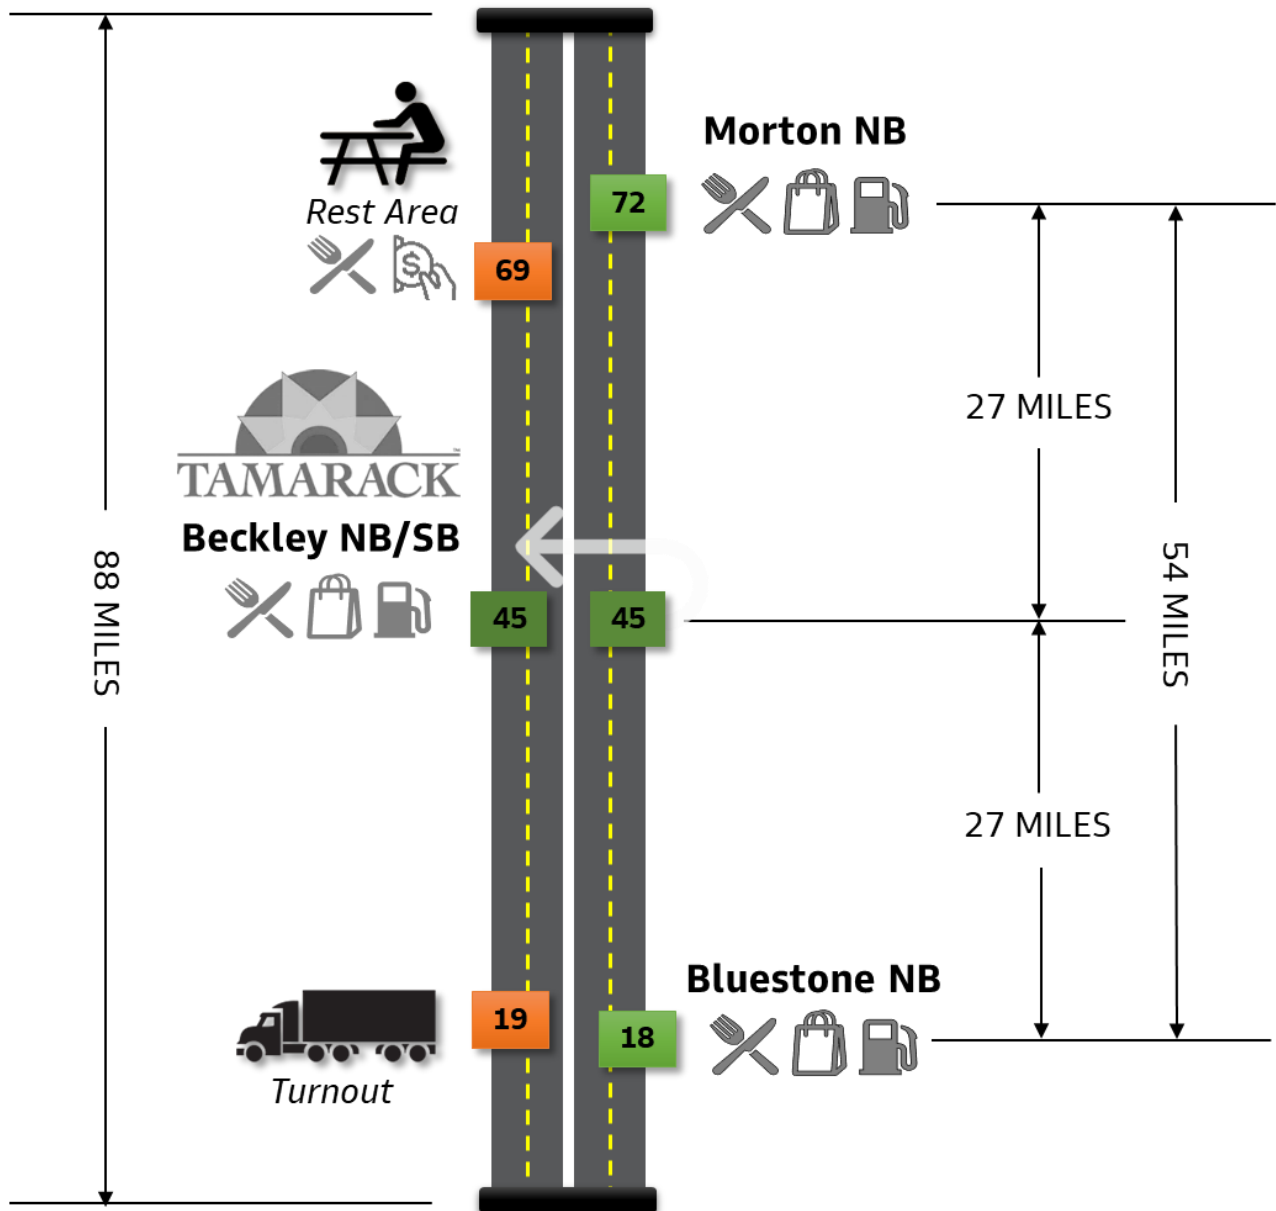 Morton NB
72
Rest Area
69
$
27 MILES
TAMARACK
Beckley NB/SB
88 MILES
54 MILES
45
45
27 MILES
Bluestone NB
19
18
Turnout